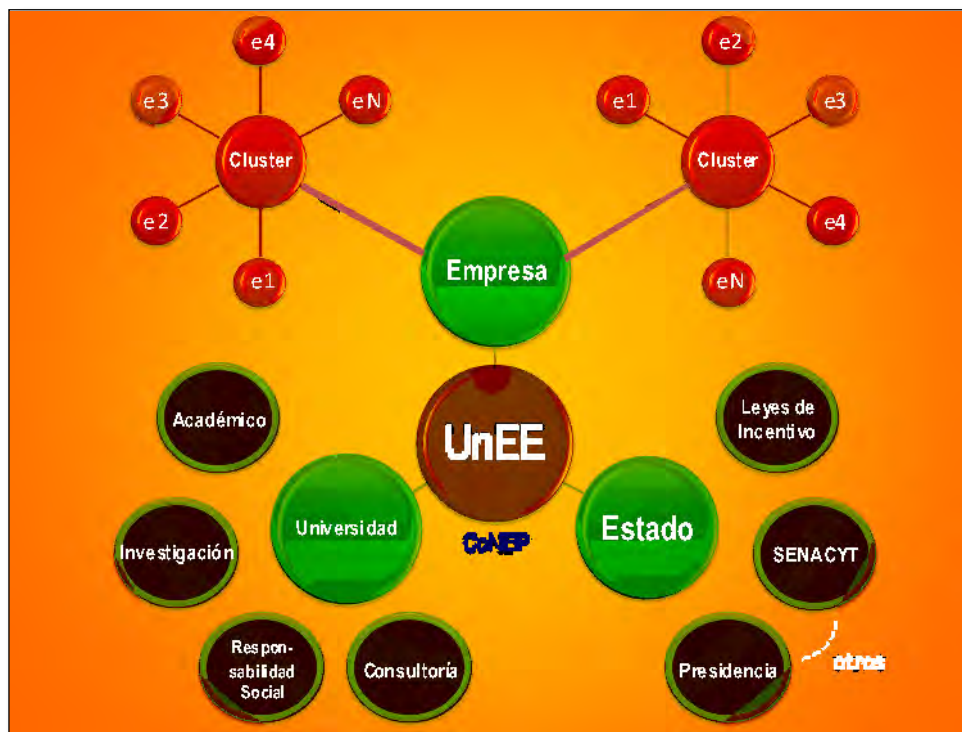 e4
e2
e3
eN
e1
e3
Cluster
Cluster
e2
e4
e1
eN
Empresa
Académico
Leyes de
Incentivo
UnEE
Universidad
Estado
CoNEP
Investigación
SENACYT
Respon-
sabilidad
Social
Consultoría
Presidencia
otros